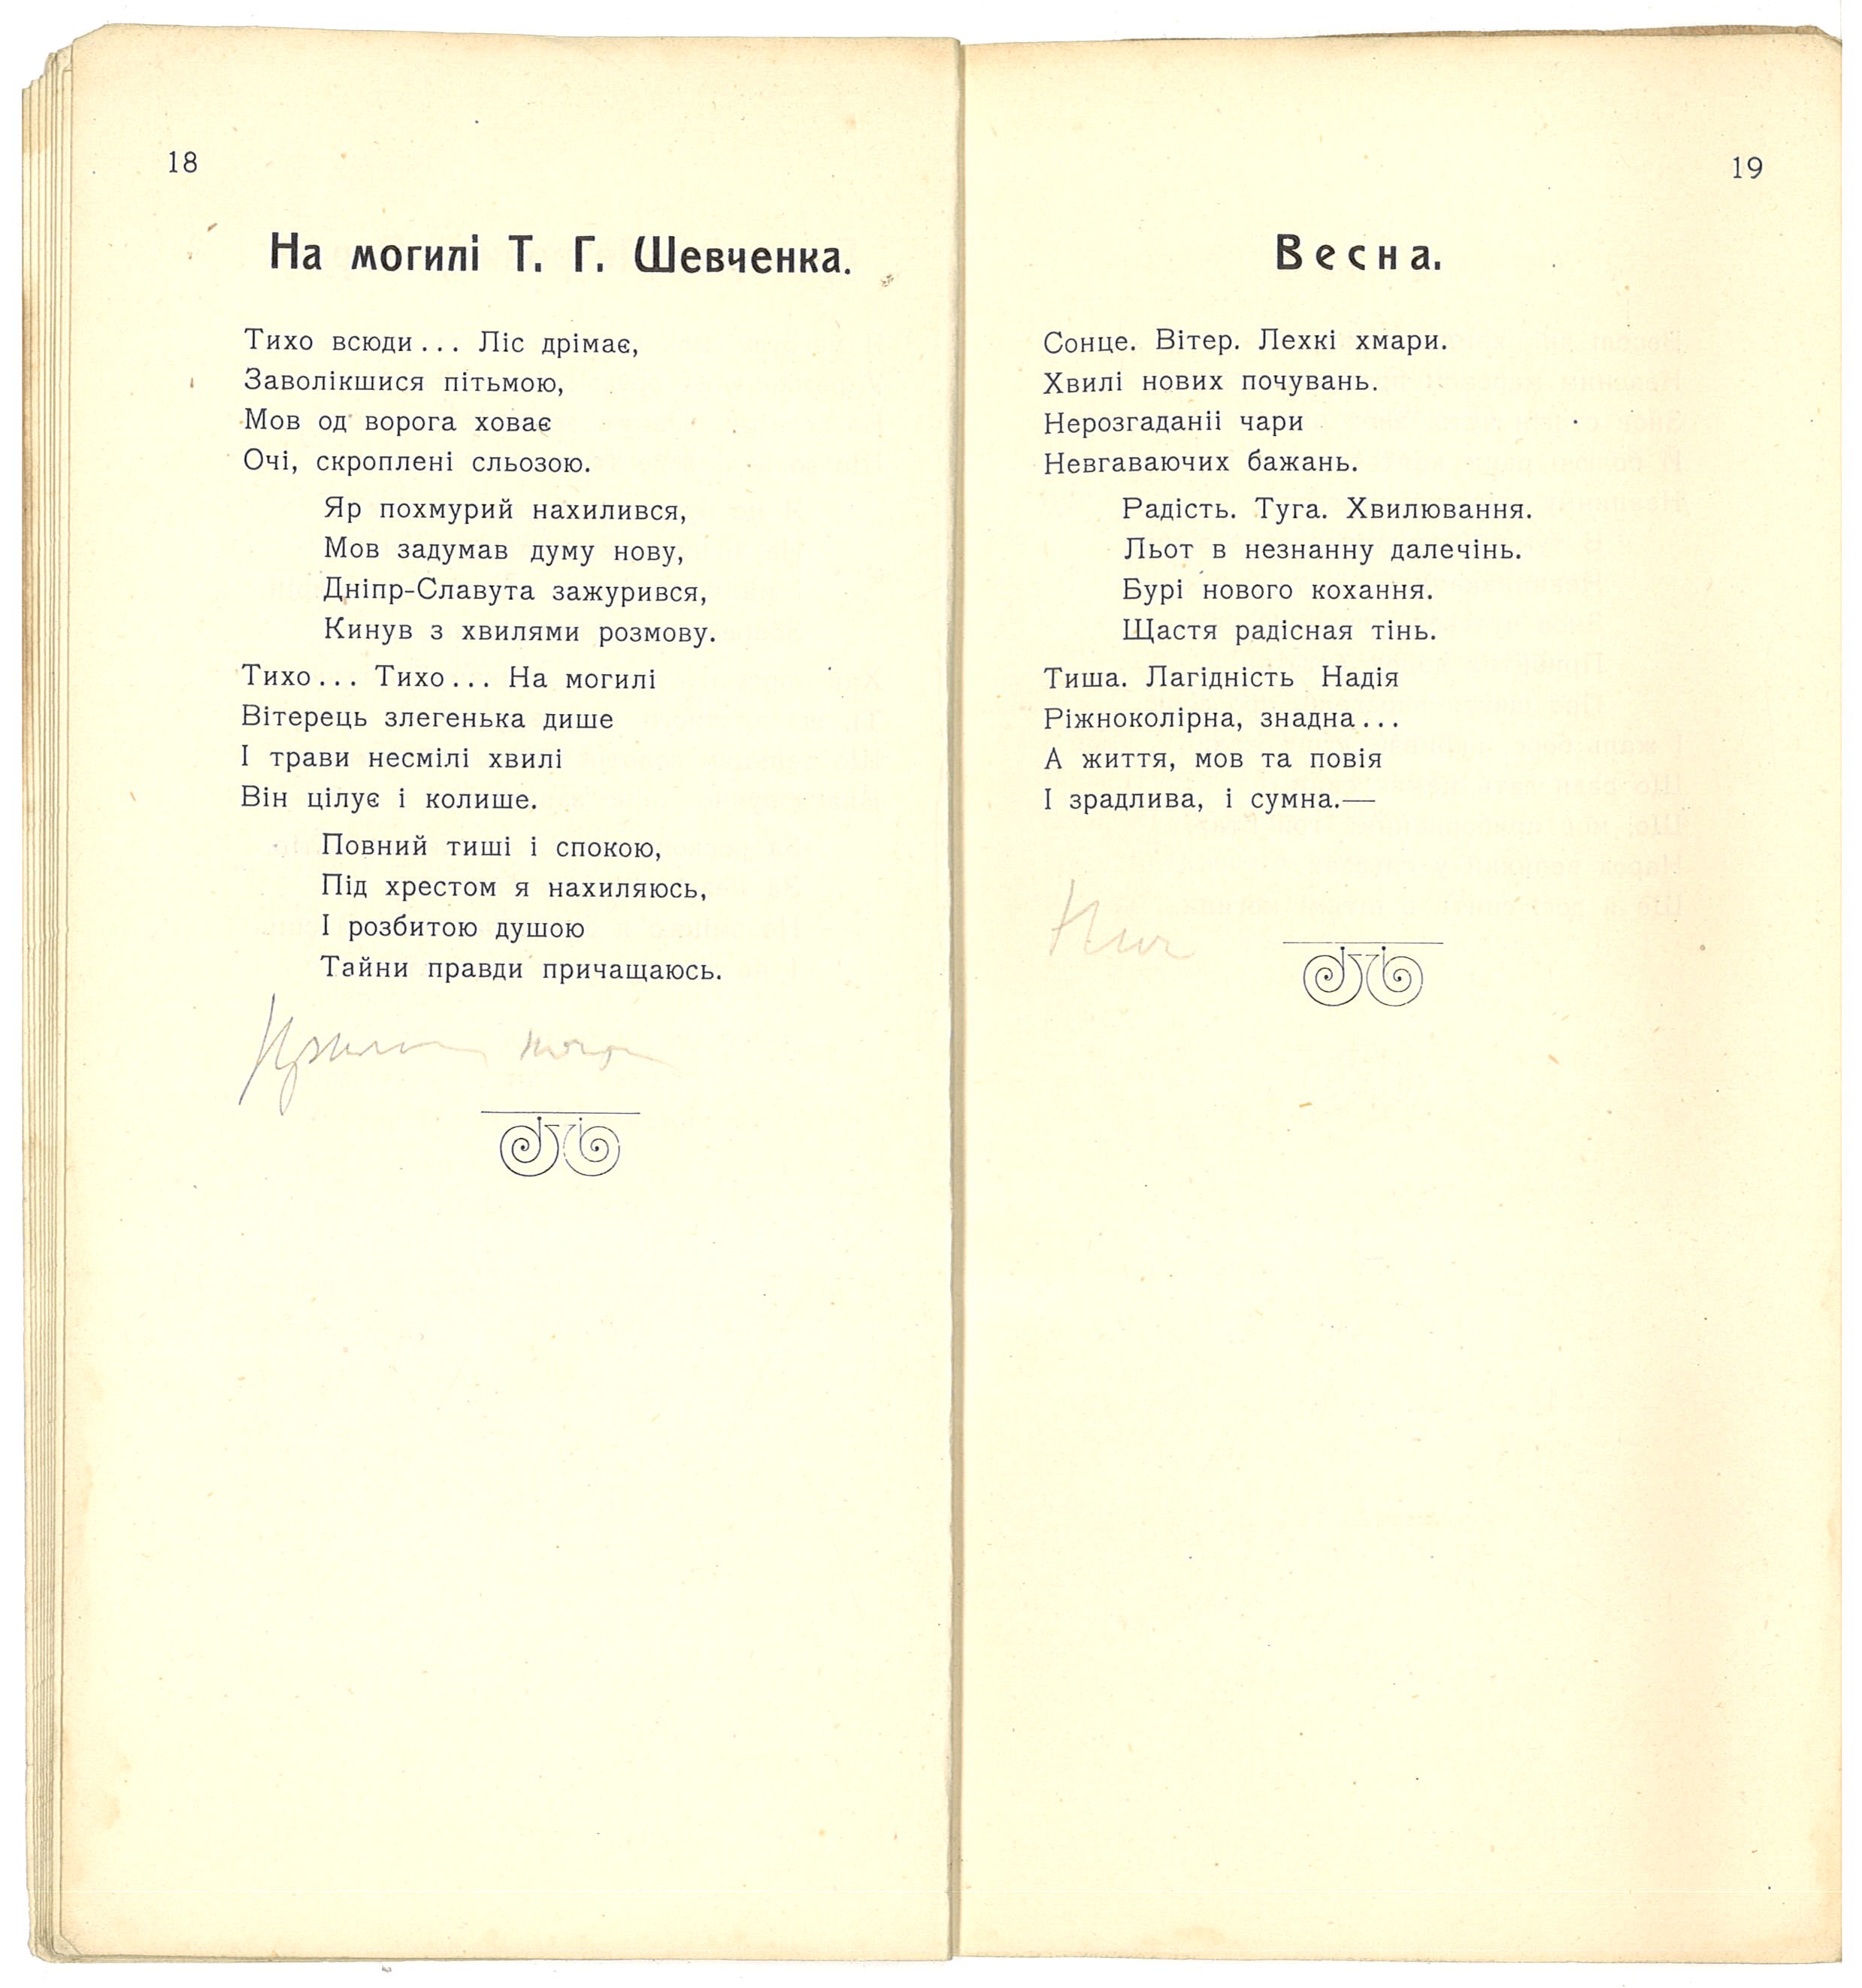 18
На могилі Т. Г. Шевченка.
Тихо всюди... Ліс дрімає,
Заволікшися пітьмою,
Мов од ворога ховає
Очі, скроплені сльозою.
Яр похмурий нахилився,
Мов задумав думу нову,
Дніпр-Славута зажурився,
Кинув з хвилями розмову.
Тихо... Тихо... На могилі
Вітерець злегенька дише
І трави несмілі хвилі
Він цілує і колише.
Повний тиші і спокою,
Під хрестом я нахиляюсь,
І розбитою душою
Тайни правди причащаюсь.
19
Весна.
Сонце. Вітер. Лехкі хмари.
Хвилі нових почувань.
Нерозгаданіі чари
Невгаваючих бажань.
Радість. Туга. Хвилювання.
Льот в незнанну далечінь.
Бурі нового кохання.
Щастя радісная тінь.
Тиша. Лагідність Надія
Ріжноколірна, знадна...
А життя, мов та повія
І зрадлива, і сумна.—